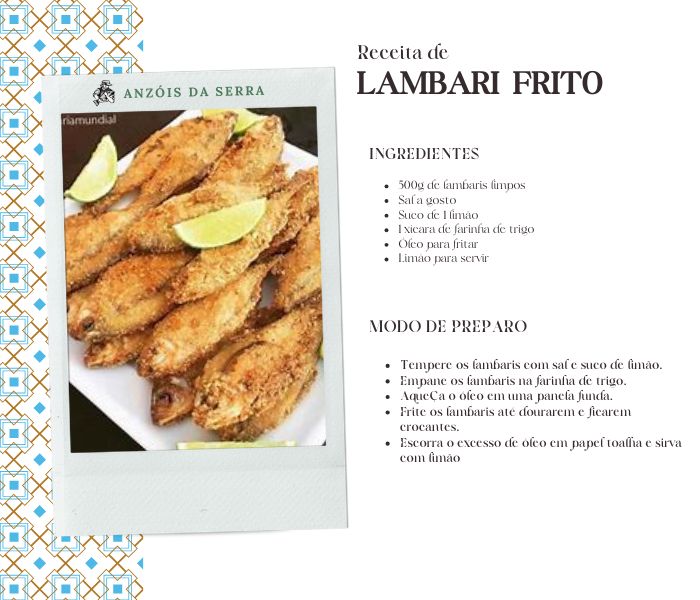 Receita de
LAMBARI FRITO
ANZÓIS DA SERRA
riamundial
INGREDIENTES
500g de lambaris limpos
Sal a gosto
Suco de 1 limão
1 xícara de farinha de trigo
Óleo para fritar
Limão para servir
MODO DE PREPARO
Tempere os lambaris com sal e suco de limão.
Empane os lambaris na farinha de trigo.
AqueÇa o óleo em uma panela funda.
Frite os lambaris até dourarem e ficarem
crocantes.
Escorra o excesso de óleo em papel toalha e sirva
com limão